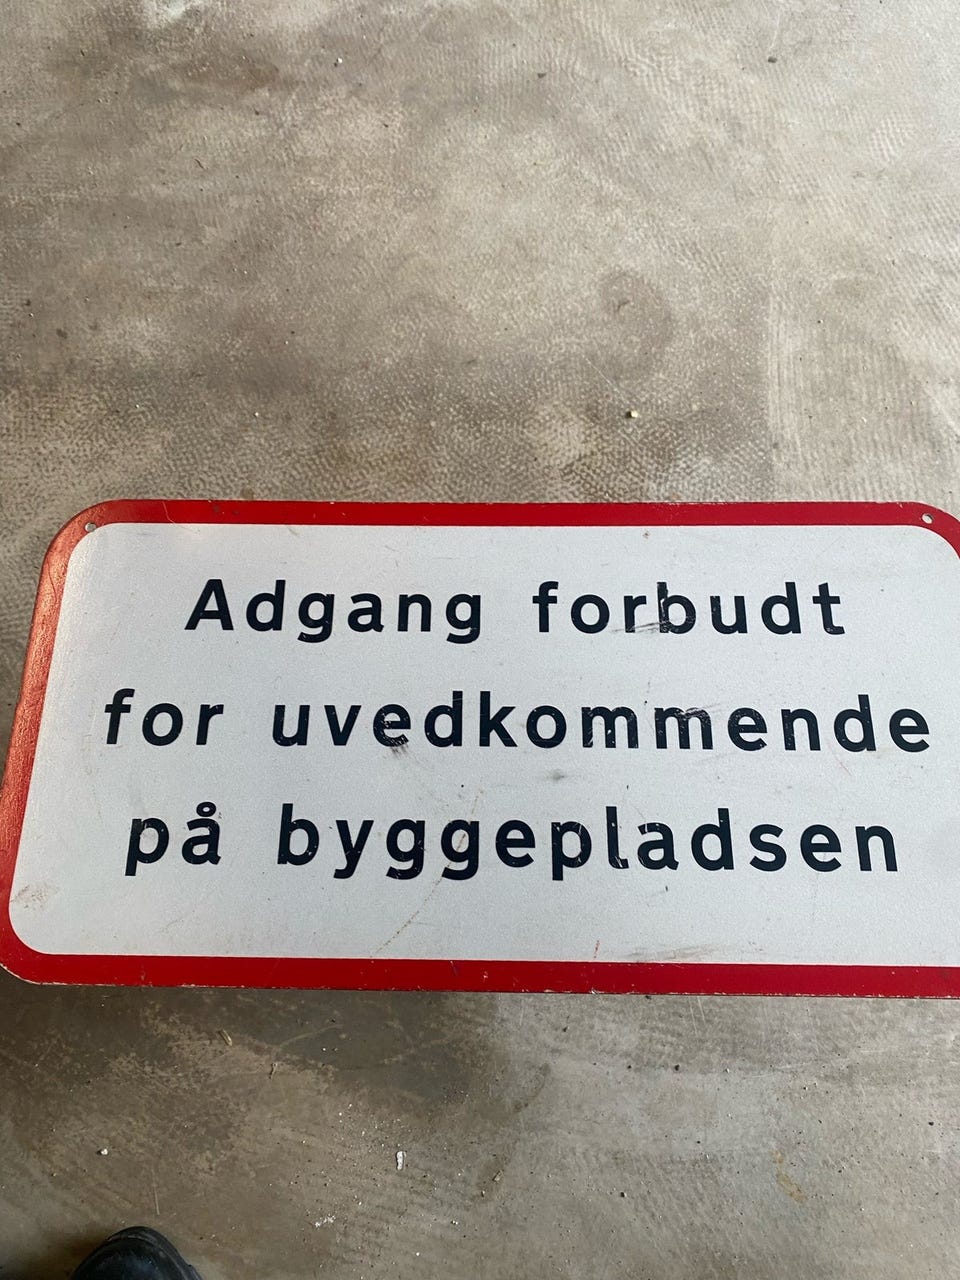 Adgang forbudt
for uvedkommende
på byggepladsen